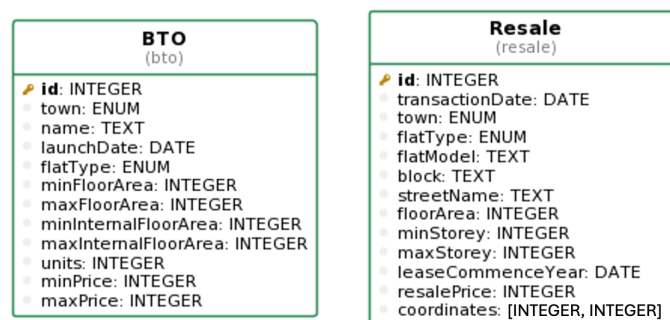 BTO
(bto)
id: INTEGER
town: ENUM
name: TEXT
launchDate: DATE
flatType: ENUM
minFloorArea: INTEGER
maxFloorArea: INTEGER
minInternalFloorArea: INTEGER
maxInternalFloorArea: INTEGER
units: INTEGER
minPrice: INTEGER
maxPrice: INTEGER
Resale
(resale)
id: INTEGER
transactionDate: DATE
town: ENUM
flatType: ENUM
flatModel: TEXT
block: TEXT
streetName: TEXT
floorArea: INTEGER
minStorey: INTEGER
maxStorey: INTEGER
leaseCommenceYear: DATE
resalePrice: INTEGER
coordinates: [INTEGER, INTEGER]